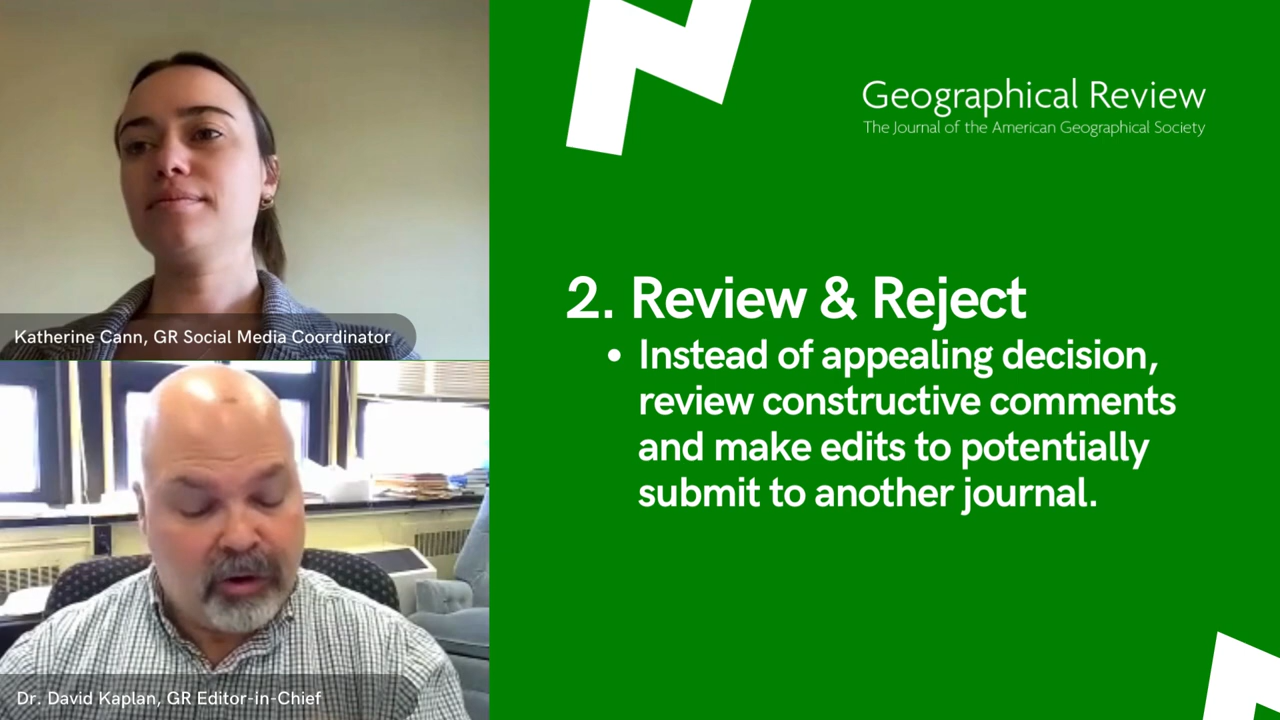 Geographical Review
The Journal of the American Geographical Society
2. Review & Reject
• Instead of appealing decision,
review constructive comments
and make edits to potentially
submit to another journal.
Katherine Cann, GR Social Media Coordinator
Dr. David Kaplan, GR Editor-in-Chief